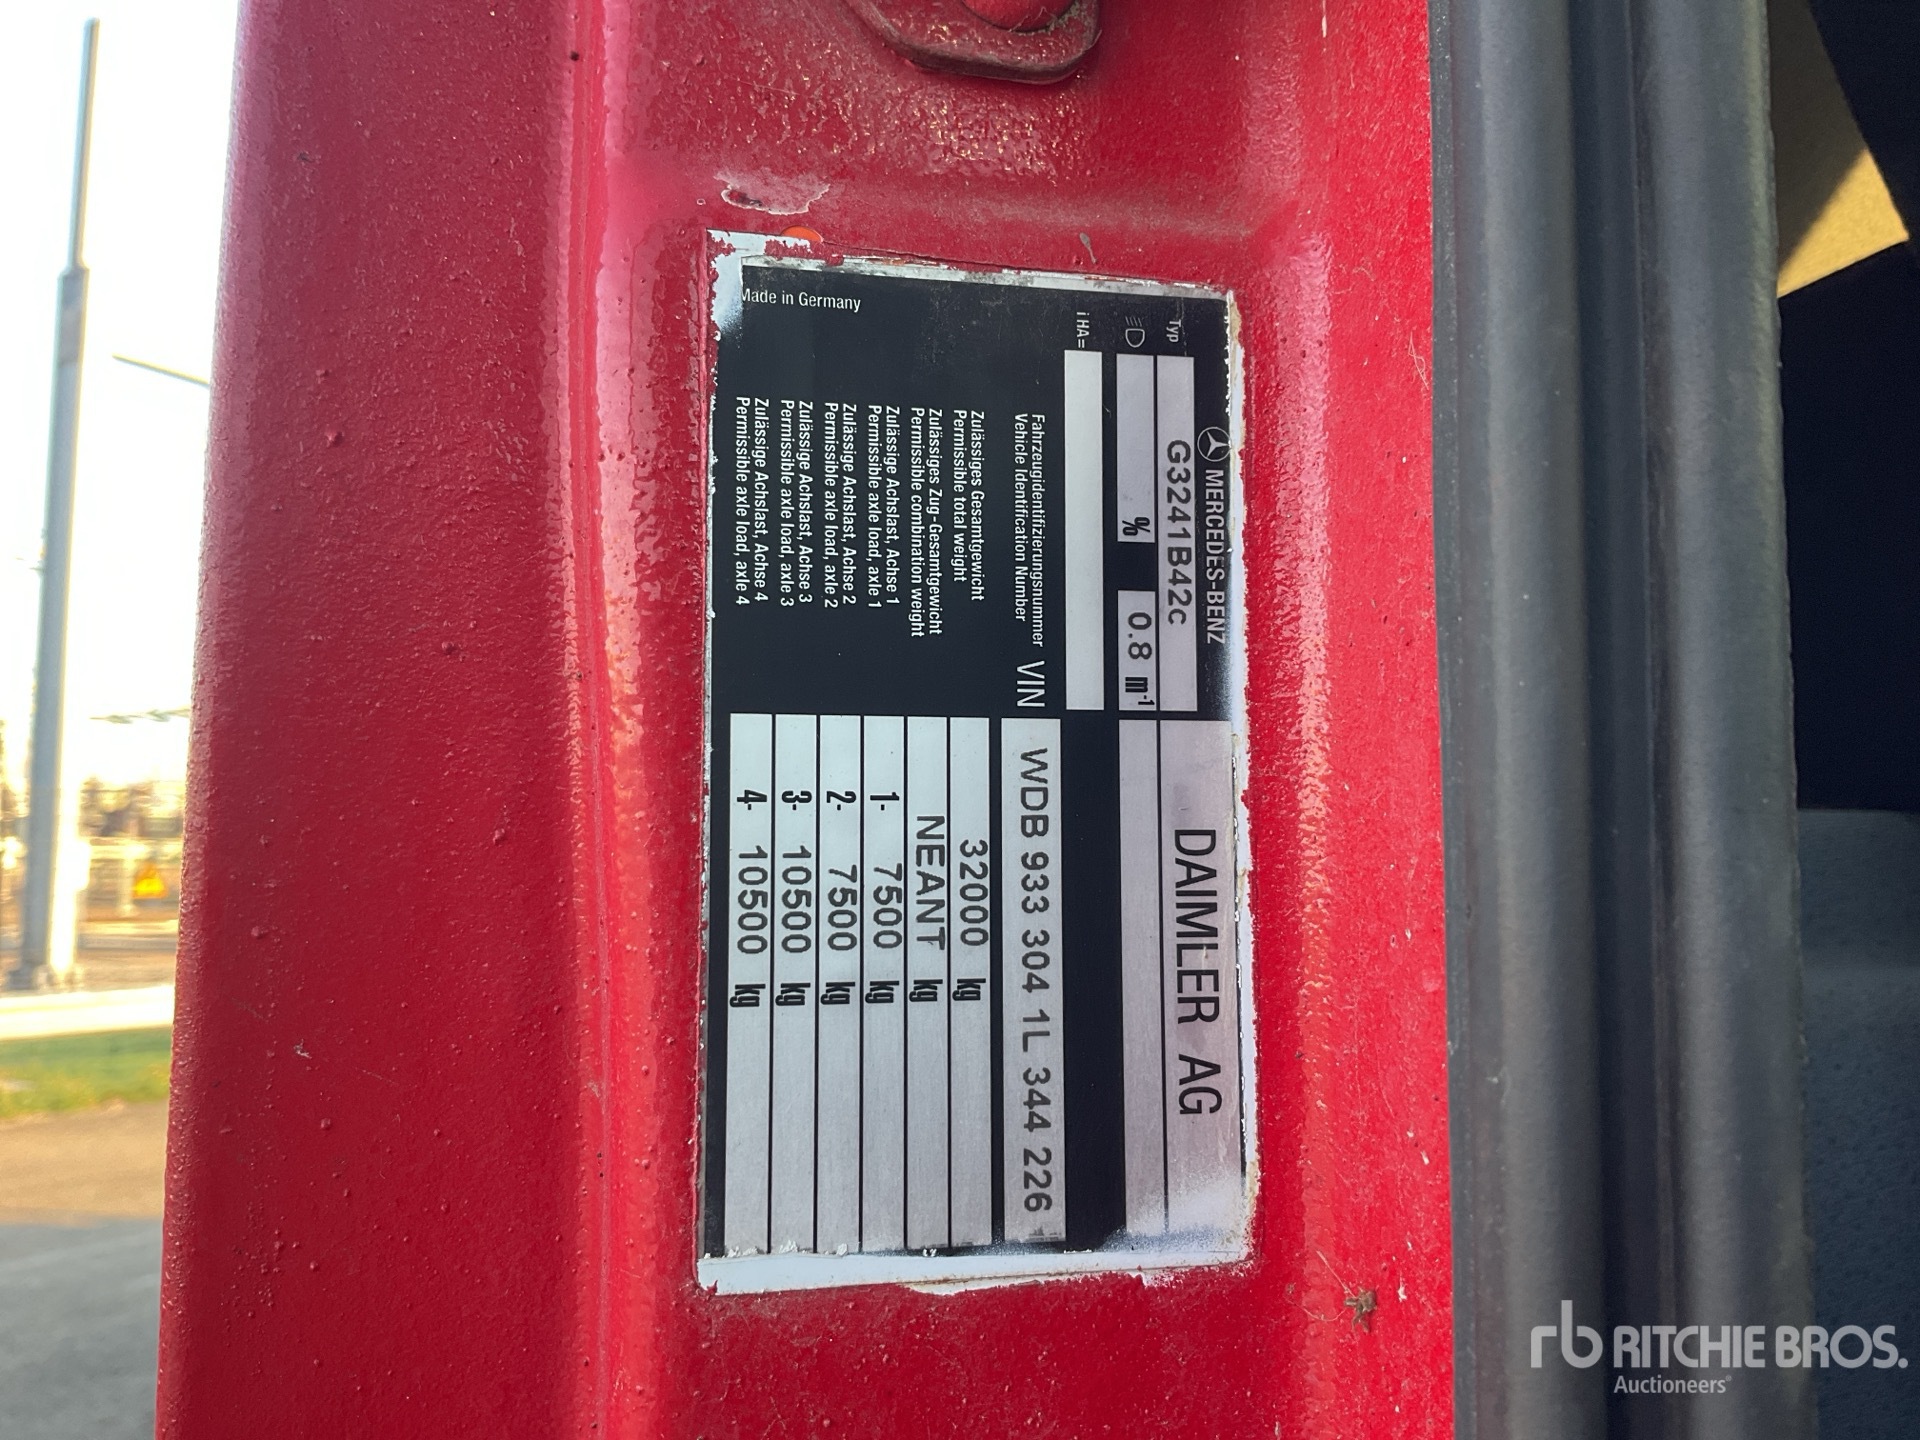 MERCEDES-BENZ
DAIMLER AG
Typ G3241B42c
% 0.8 m-1
i HA=
Fahrzeugidentifizierungsnummer
Vehicle Identification Number
VIN WDB 933 304 1L 344 226
Zulässiges Gesamtgewicht
Permissible total weight
32000 kg
Zulässiges Zug-Gesamtgewicht
Permissible combination weight
NEANT kg
Zulässige Achslast, Achse 1
Permissible axle load, axle 1
1- 7500 kg
Zulässige Achslast, Achse 2
Permissible axle load, axle 2
2- 7500 kg
Zulässige Achslast, Achse 3
Permissible axle load, axle 3
3- 10500 kg
Zulässige Achslast, Achse 4
Permissible axle load, axle 4
4- 10500 kg
Made in Germany
rb RITCHIE BROS.
Auctioneers